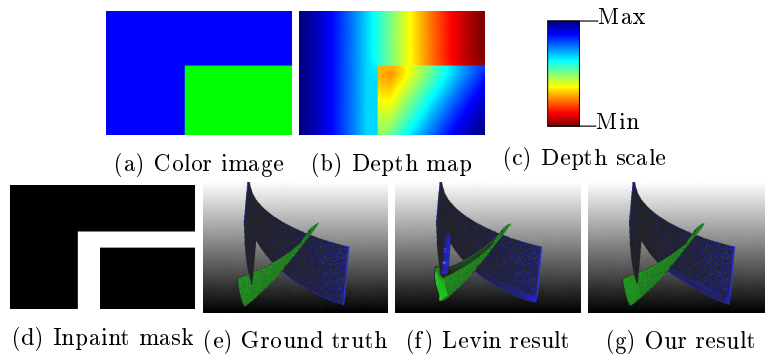 Max
Min
(a) Color image
(b) Depth map
(c) Depth scale
(d) Inpaint mask
(e) Ground truth
(f) Levin result
(g) Our result